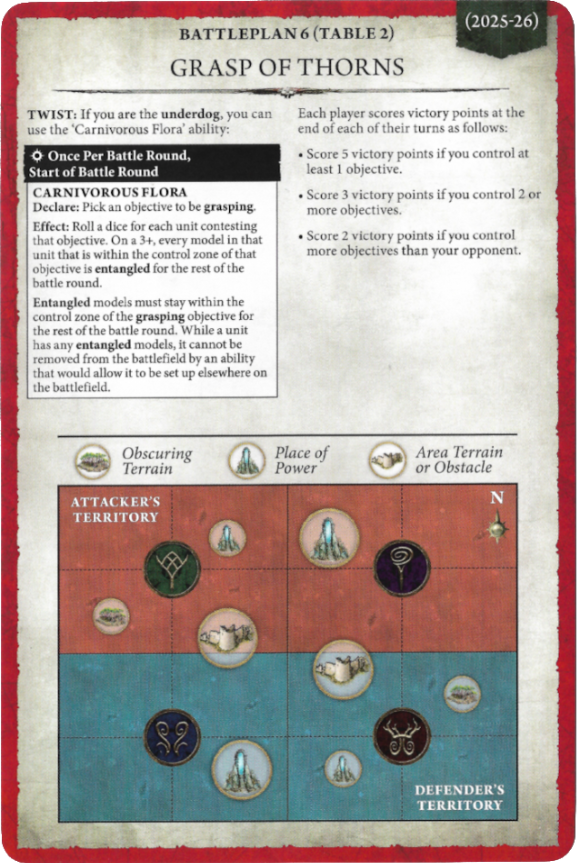 (2025-26)
BATTLEPLAN 6 (TABLE 2)
GRASP OF THORNS
TWIST: If you are the underdog, you can
use the 'Carnivorous Flora' ability:
Once Per Battle Round,
Start of Battle Round
CARNIVOROUS FLORA
Declare: Pick an objective to be grasping.
Effect: Roll a dice for each unit contesting
that objective. On a 3+, every model in that
unit that is within the control zone of that
objective is entangled for the rest of the
battle round.
Entangled models must stay within the
control zone of the grasping objective for
the rest of the battle round. While a unit
has any entangled models, it cannot be
removed from the battlefield by an ability
that would allow it to be set up elsewhere on
the battlefield.
Each player scores victory points at the
end of each of their turns as follows:
• Score 5 victory points if you control at
least 1 objective.
• Score 3 victory points if you control 2 or
more objectives.
• Score 2 victory points if you control
more objectives than your opponent.
Obscuring
Terrain
Place of
Power
Area Terrain
or Obstacle
ATTACKER'S
TERRITORY
N
DEFENDER'S
TERRITORY